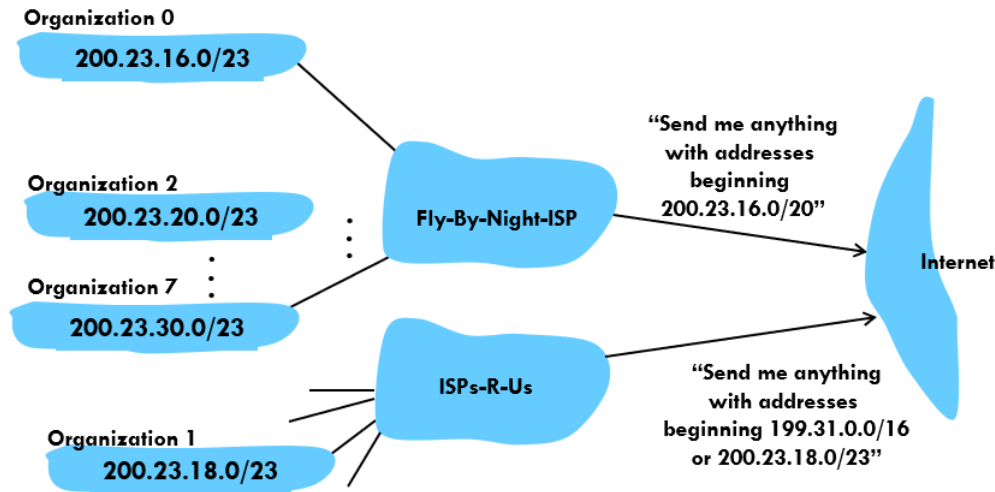 Organization 0
200.23.16.0/23
Organization 2
200.23.20.0/23
Organization 7
200.23.30.0/23
Fly-By-Night-ISP
“Send me anything
with addresses
beginning
200.23.16.0/20”
Internet
ISPs-R-Us
Organization 1
200.23.18.0/23
“Send me anything
with addresses
beginning 199.31.0.0/16
or 200.23.18.0/23”